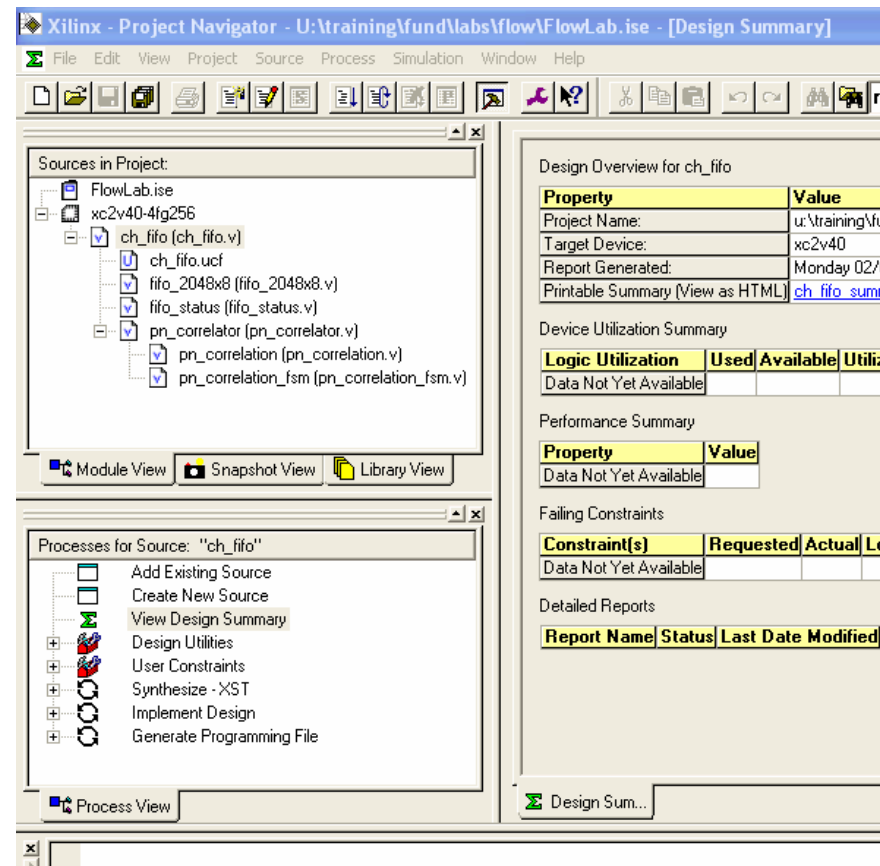 Xilinx - Project Navigator - U:\training\fund\labs\flow\FlowLab.ise - [Design Summary]
File Edit View Project Source Process Simulation Window Help
Sources in Project:
FlowLab.ise
xc2v40-4fg256
ch_fifo (ch_fifo.v)
ch_fifo.ucf
fifo_2048x8 (fifo_2048x8.v)
fifo_status (fifo_status.v)
pn_correlator (pn_correlator.v)
pn_correlation (pn_correlation.v)
pn_correlation_fsm (pn_correlation_fsm.v)
Module View Snapshot View Library View
Processes for Source: "ch_fifo"
Add Existing Source
Create New Source
View Design Summary
Design Utilities
User Constraints
Synthesize - XST
Implement Design
Generate Programming File
Process View
Design Overview for ch_fifo
Property Value
Project Name: u:\training\fu
Target Device: xc2v40
Report Generated: Monday 02/
Printable Summary (View as HTML) ch_fifo_summ
Device Utilization Summary
Logic Utilization Used Available Utiliz
Data Not Yet Available
Performance Summary
Property Value
Data Not Yet Available
Failing Constraints
Constraint(s) Requested Actual Le
Data Not Yet Available
Detailed Reports
Report Name Status Last Date Modified
Design Sum...